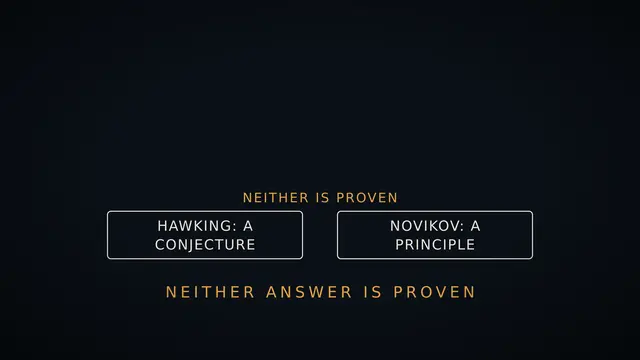 NEITHER IS PROVEN
HAWKING: A
CONJECTURE
NOVIKOV: A
PRINCIPLE
NEITHER ANSWER IS PROVEN